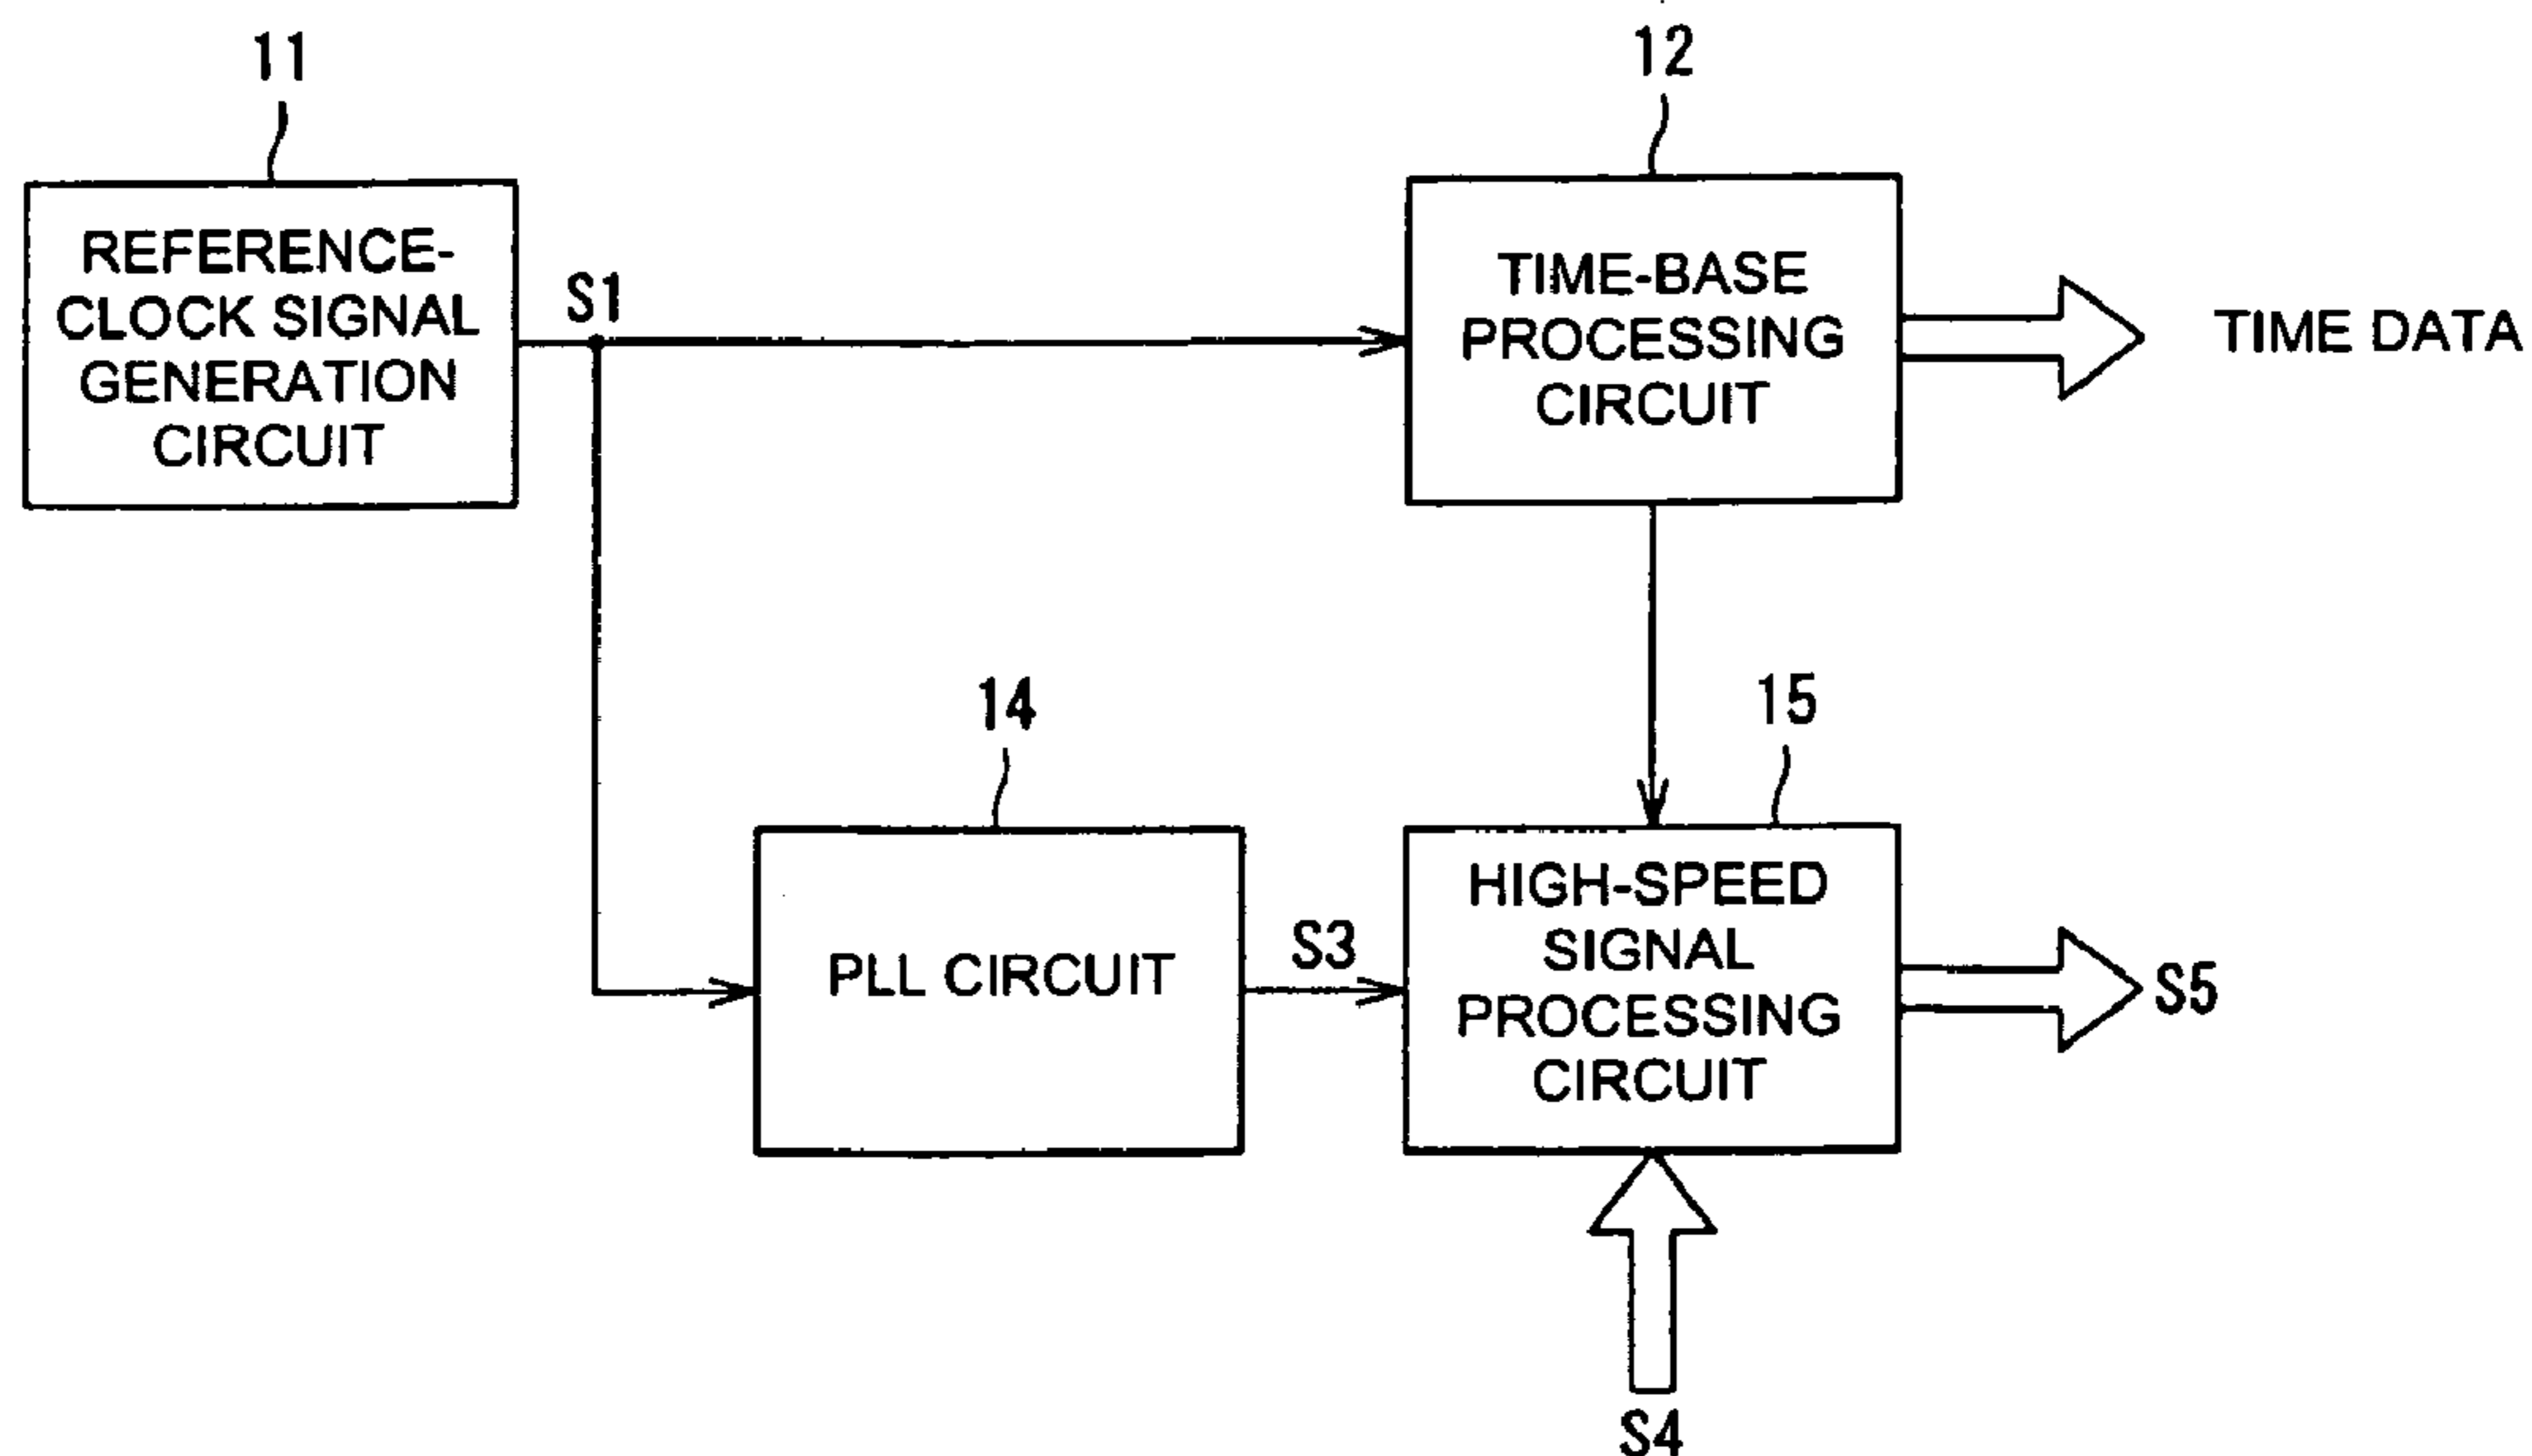 11
12
REFERENCE-
CLOCK SIGNAL
GENERATION
CIRCUIT
S1
TIME-BASE
PROCESSING
CIRCUIT
TIME DATA
14
15
PLL CIRCUIT
S3
HIGH-SPEED
SIGNAL
PROCESSING
CIRCUIT
S5
S4